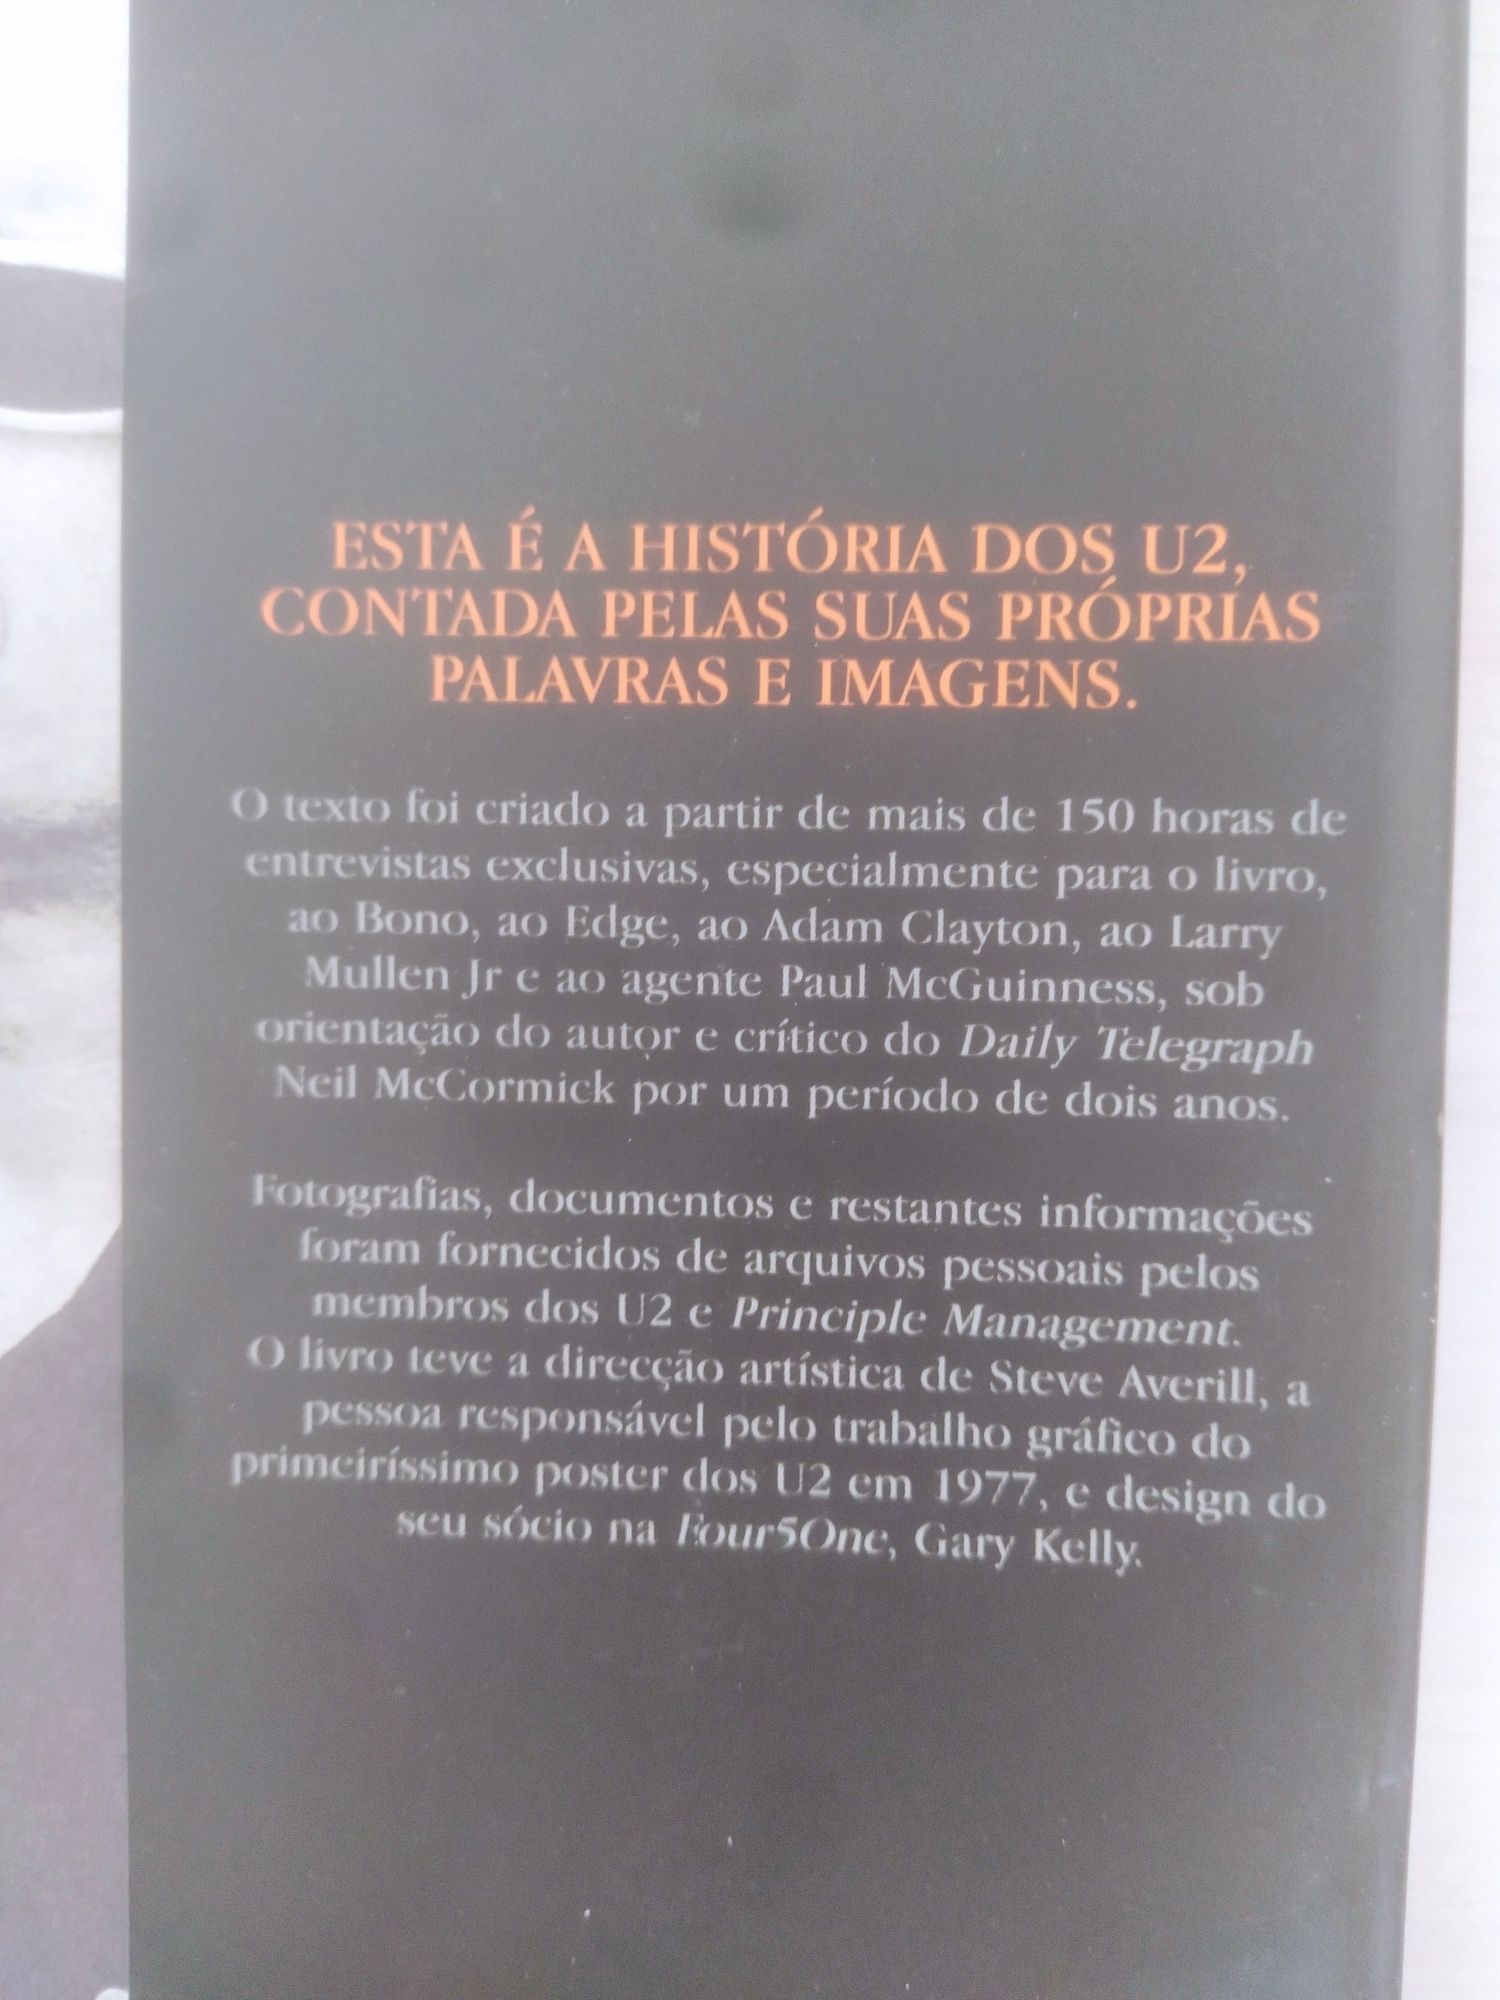 ESTA É A HISTÓRIA DOS U2,
CONTADA PELAS SUAS PRÓPRIAS
PALAVRAS E IMAGENS.
O texto foi criado a partir de mais de 150 horas de
entrevistas exclusivas, especialmente para o livro,
ao Bono, ao Edge, ao Adam Clayton, ao Larry
Mullen Jr e ao agente Paul McGuinness, sob
orientação do autor e crítico do Daily Telegraph
Neil McCormick por um período de dois anos.
Fotografias, documentos e restantes informações
foram fornecidos de arquivos pessoais pelos
membros dos U2 e Principle Management.
O livro teve a direcção artística de Steve Averill, a
pessoa responsável pelo trabalho gráfico do
primeiríssimo poster dos U2 em 1977, e design do
seu sócio na Four5One, Gary Kelly.